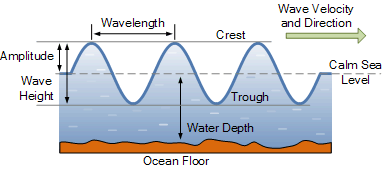 Wavelength
Wave Velocity
and Direction
Crest
Amplitude
Calm Sea
Level
Wave
Height
Trough
Water Depth
Ocean Floor